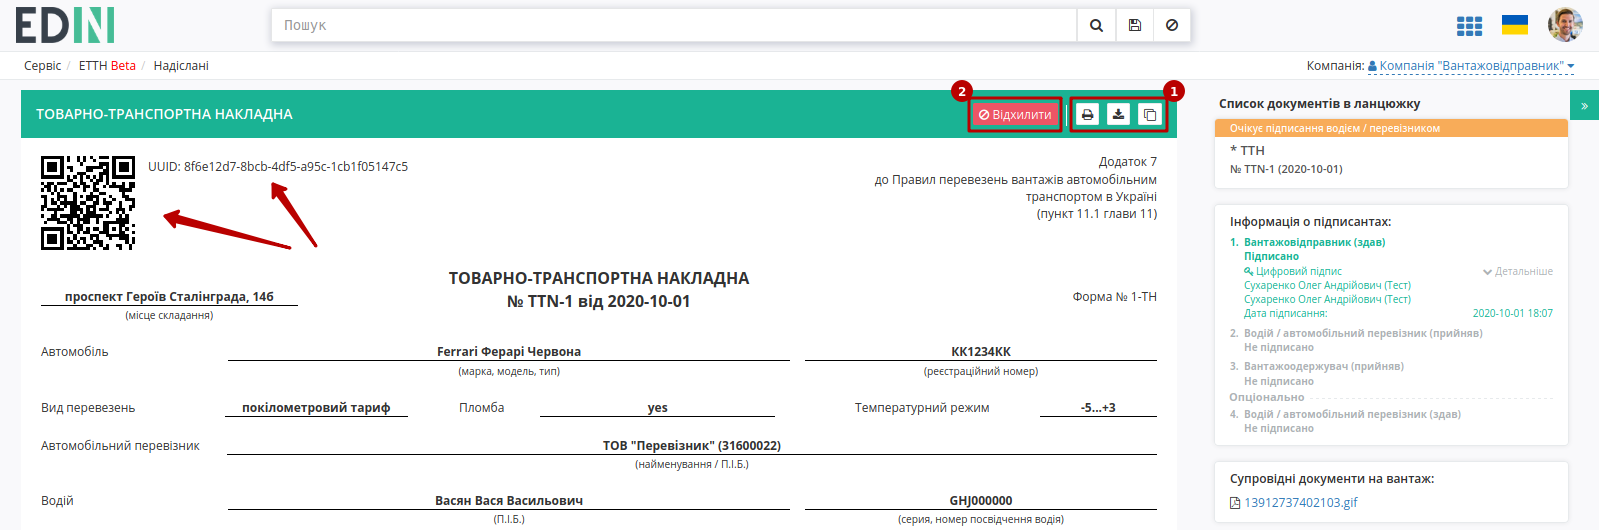 EDIN
Пошук
Сервіс / ЕТТН Beta / Надіслані
Компанія: Компанія "Вантажовідправник"
2
1
ТОВАРНО-ТРАНСПОРТНА НАКЛАДНА
Відхилити
UUID: 8f6e12d7-8bcb-4df5-a95c-1cb1f05147c5
Додаток 7
до Правил перевезень вантажів автомобільним
транспортом в Україні
(пункт 11.1 глави 11)
ТОВАРНО-ТРАНСПОРТНА НАКЛАДНА
№ TTN-1 від 2020-10-01
проспект Героїв Сталінграда, 14б
(місце складання)
Форма № 1-ТН
Автомобіль
Ferrari Ферарі Червона
КК1234КК
(марка, модель, тип)
(реєстраційний номер)
Вид перевезень
покілометровий тариф
Пломба
yes
Температурний режим
-5...+3
Автомобільний перевізник
ТОВ "Перевізник" (31600022)
(найменування / П.І.Б.)
Водій
Васян Вася Васильович
GHJ000000
(П.І.Б.)
(серия, номер посвідчення водія)
Список документів в ланцюжку
»
Очікує підписання водієм / перевізником
* ТТН
№ TTN-1 (2020-10-01)
Інформація о підписантах:
1. Вантажовідправник (здав)
Підписано
Цифровий підпис
Детальніше
Сухаренко Олег Андрійович (Тест)
Сухаренко Олег Андрійович (Тест)
Дата підписання: 2020-10-01 18:07
2. Водій / автомобільний перевізник (прийняв)
Не підписано
3. Вантажоодержувач (прийняв)
Не підписано
Опціонально
4. Водій / автомобільний перевізник (здав)
Не підписано
Супровідні документи на вантаж:
13912737402103.gif